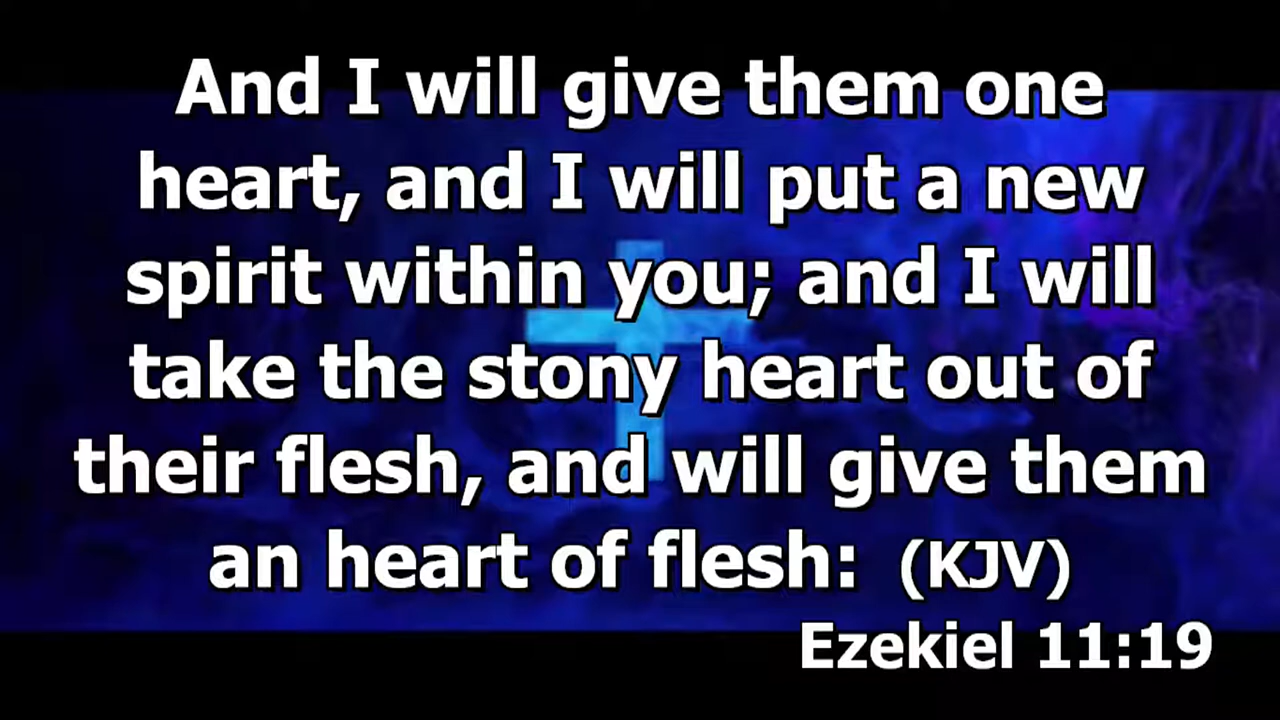 And I will give them one
heart, and I will put a new
spirit within you; and I will
take the stony heart out of
their flesh, and will give them
an heart of flesh: (KJV)
Ezekiel 11:19